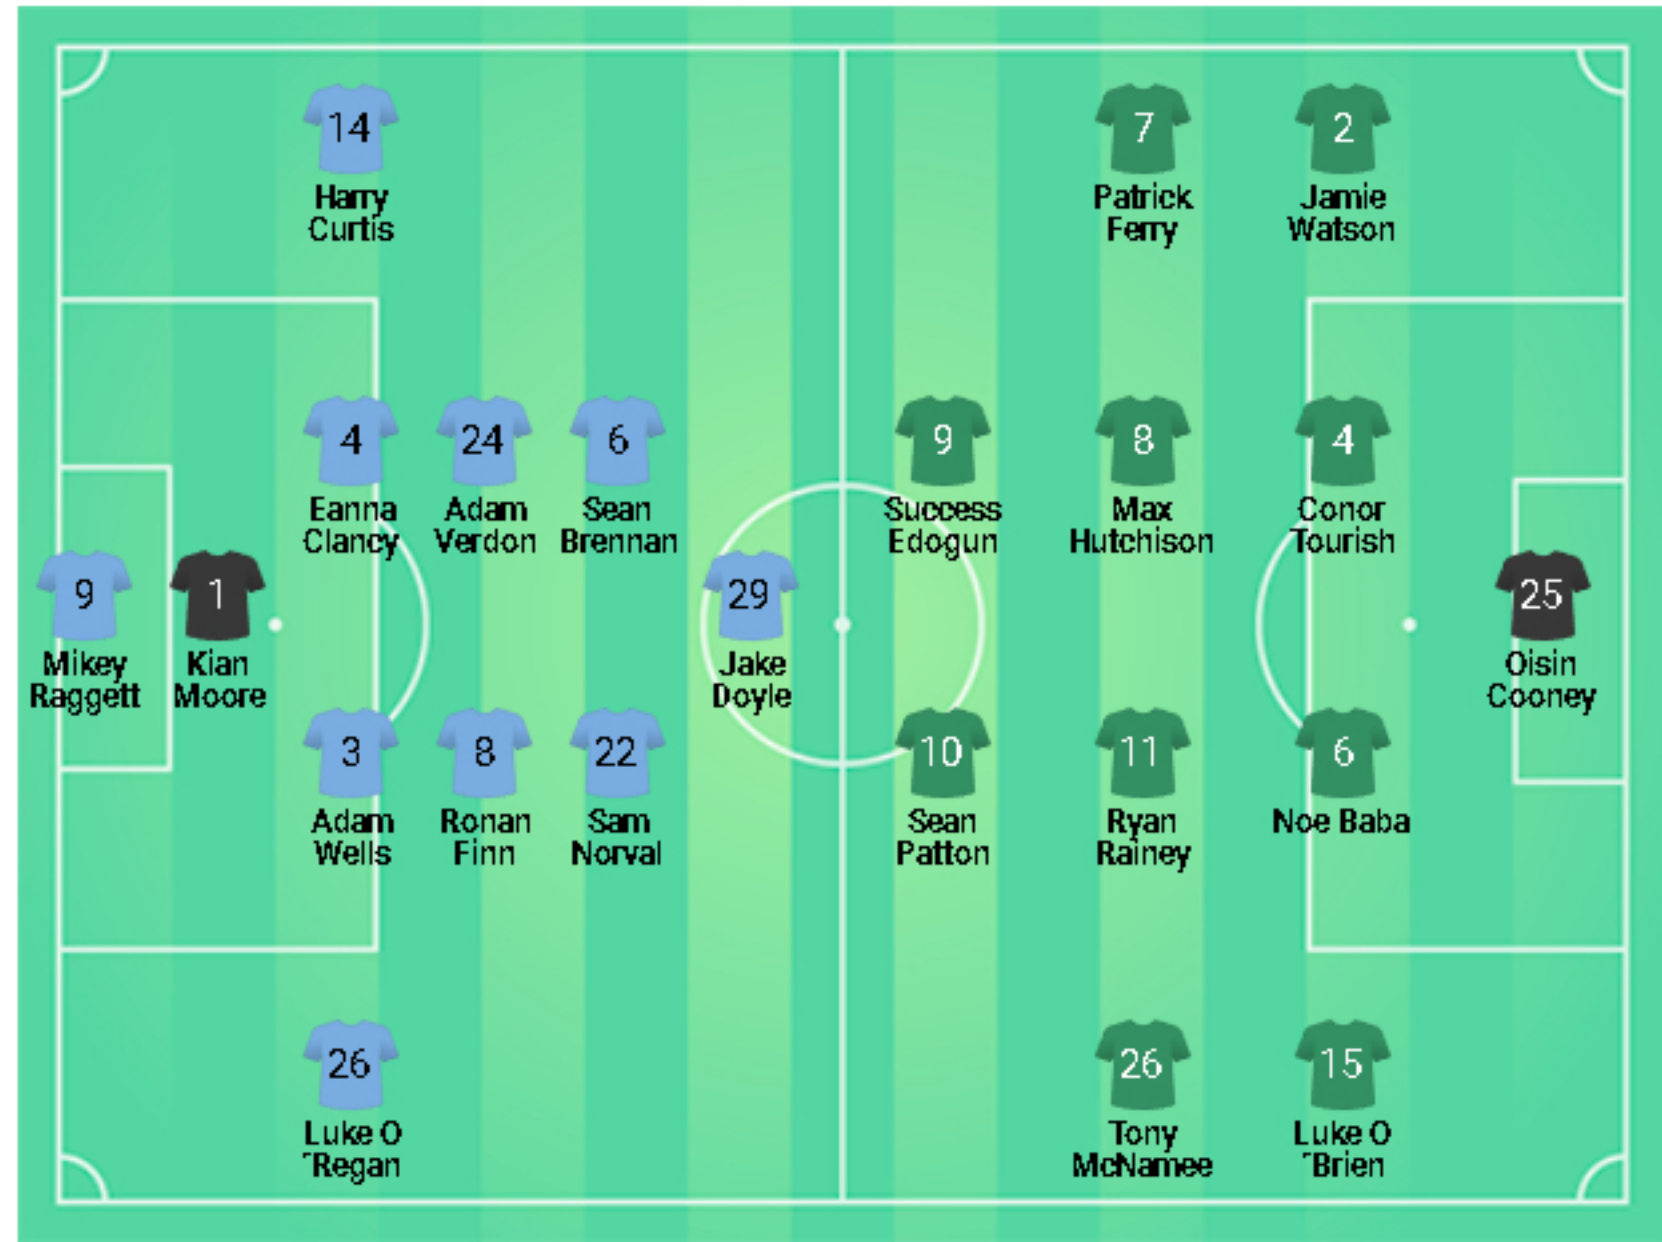 14
Harry
Curtis
7
Patrick
Ferry
2
Jamie
Watson
4
Eanna
Clancy
24
Adam
Verdon
6
Sean
Brennan
9
Success
Edogun
8
Max
Hutchison
4
Conor
Tourish
9
Mikey
Raggett
1
Kian
Moore
29
Jake
Doyle
25
Oisin
Cooney
3
Adam
Wells
8
Ronan
Finn
22
Sam
Norval
10
Sean
Patton
11
Ryan
Rainey
6
Noe Baba
26
Luke O
´Regan
26
Tony
McNamee
15
Luke O
´Brien